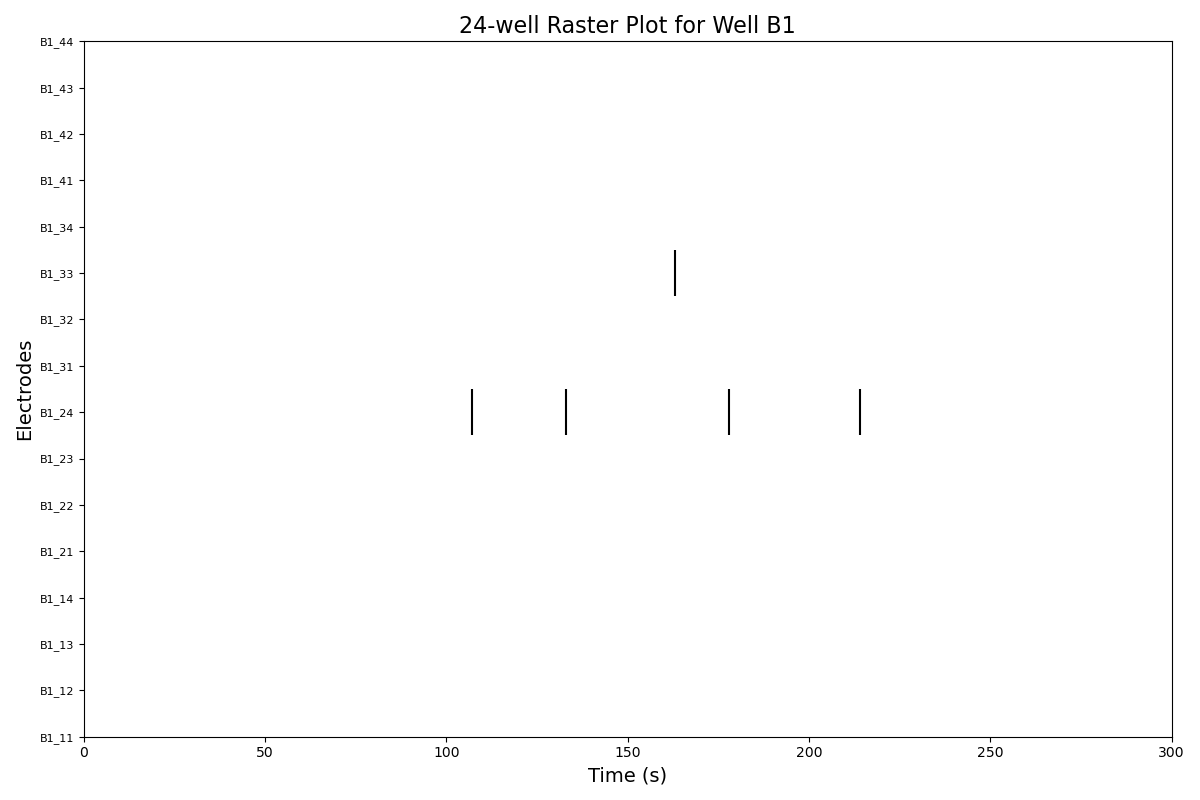 24-well Raster Plot for Well B1
B1_44
B1_43
B1_42
B1_41
B1_34
B1_33
B1_32
B1_31
B1_24
B1_23
B1_22
B1_21
B1_14
B1_13
B1_12
B1_11
Electrodes
0 50 100 150 200 250 300
Time (s)